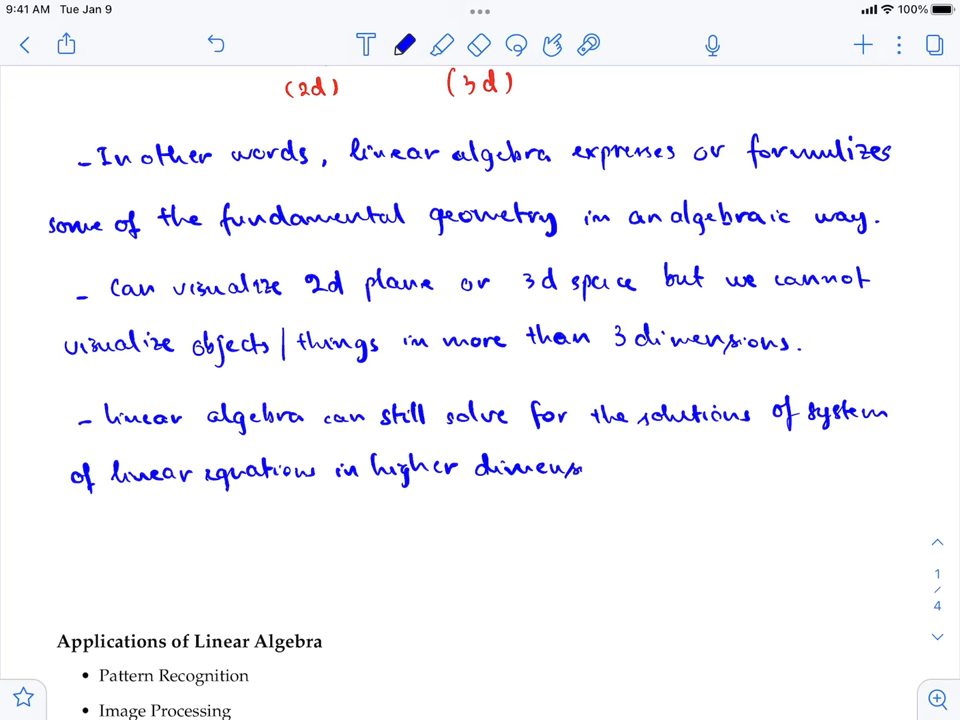 9:41 AM Tue Jan 9 100%
(2d) (3d)
- In other words, linear algebra expresses or formulizes
some of the fundamental geometry in an algebraic way.
- Can visualize 2d plane or 3d space but we cannot
visualize objects/things in more than 3 dimensions.
- linear algebra can still solve for the solutions of system
of linear equations in higher dimens
1
/
4
Applications of Linear Algebra
• Pattern Recognition
• Image Processing